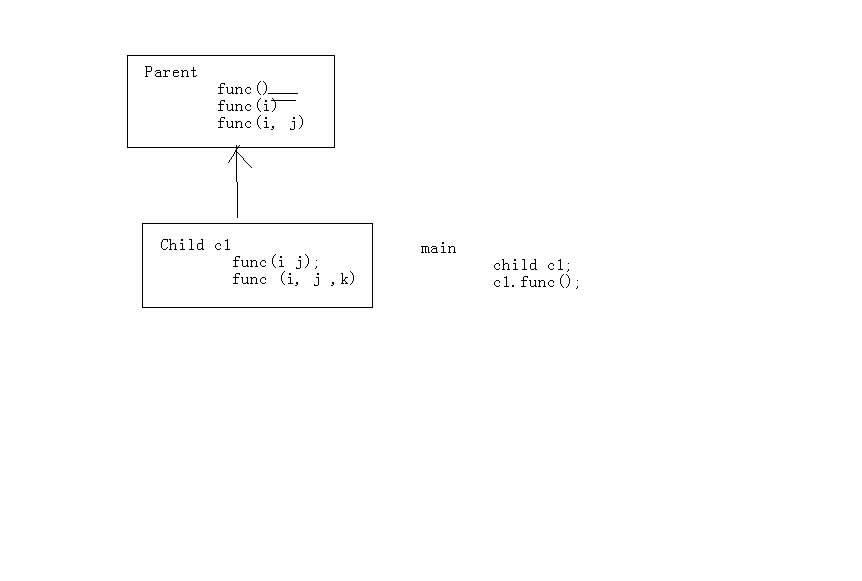 Parent
func()
func(i)
func(i, j)
Child c1
func(i j);
func (i, j ,k)
main
child c1;
c1.func();